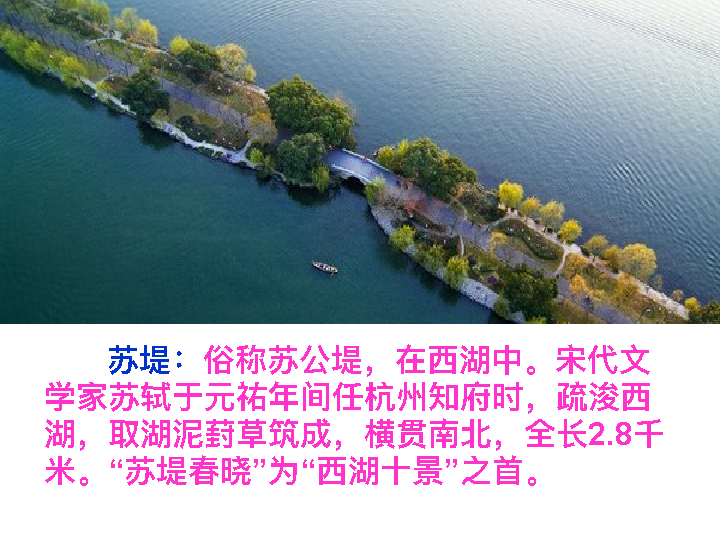 苏堤：俗称苏公堤，在西湖中。宋代文
学家苏轼于元祐年间任杭州知府时，疏浚西
湖，取湖泥葑草筑成，横贯南北，全长2.8千
米。“苏堤春晓”为“西湖十景”之首。